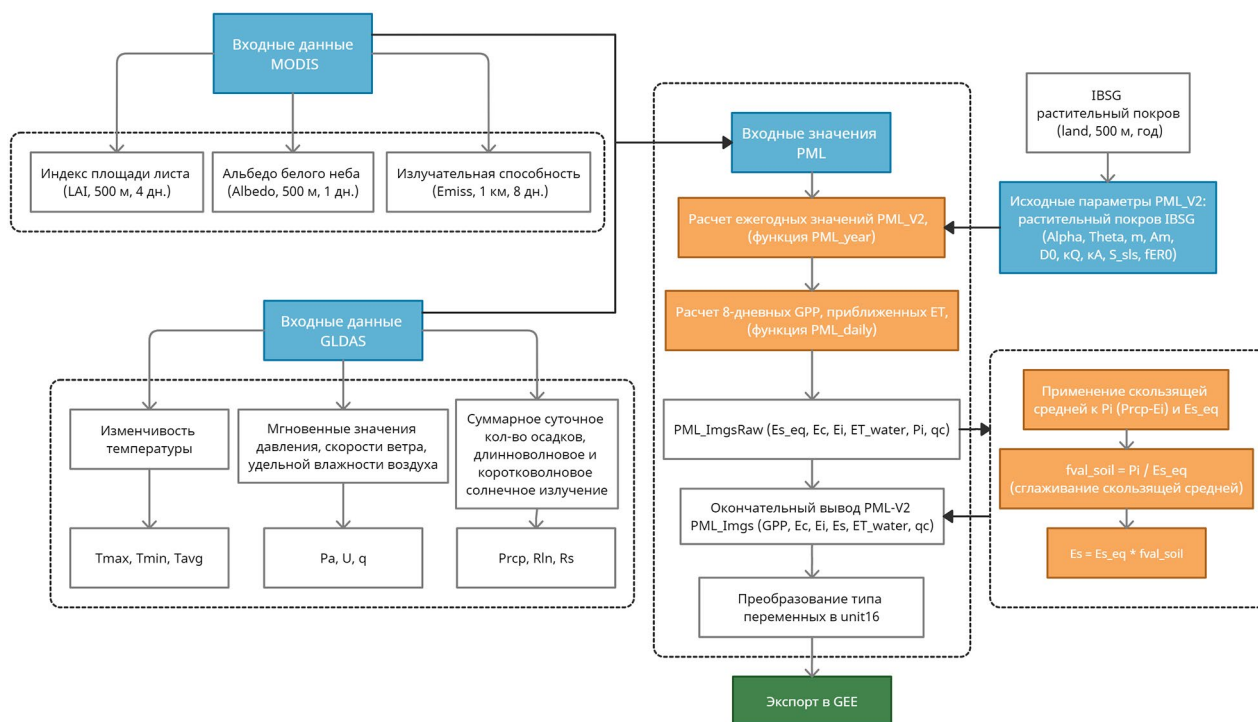 Входные данные
MODIS
Индекс площади листа
(LAI, 500 м, 4 дн.)
Альбедо белого неба
(Albedo, 500 м, 1 дн.)
Излучательная способность
(Emiss, 1 км, 8 дн.)
Входные данные
GLDAS
Изменчивость
температуры
Мгновенные значения
давления, скорости ветра,
удельной влажности воздуха
Суммарное суточное
кол-во осадков,
длинноволновое и
коротковолновое
солнечное излучение
Tmax, Tmin, Tavg
Pa, U, q
Prcp, Rln, Rs
Входные значения
PML
Расчет ежегодных значений PML_V2,
(функция PML_year)
Расчет 8-дневных GPP, приближенных ET,
(функция PML_daily)
PML_ImgsRaw (Es_eq, Ec, Ei, ET_water, Pi, qc)
Окончательный вывод PML-V2
PML_Imgs (GPP, Ec, Ei, Es, ET_water, qc)
Преобразование типа
переменных в unit16
Экспорт в GEE
IBSG
растительный покров
(land, 500 м, год)
Исходные параметры PML_V2:
растительный покров IBSG
(Alpha, Theta, m, Am,
D0, кQ, кA, S_sls, fER0)
Применение скользящей
средней к Pi (Prcp-Ei) и Es_eq
fval_soil = Pi / Es_eq
(сглаживание скользящей средней)
Es = Es_eq * fval_soil